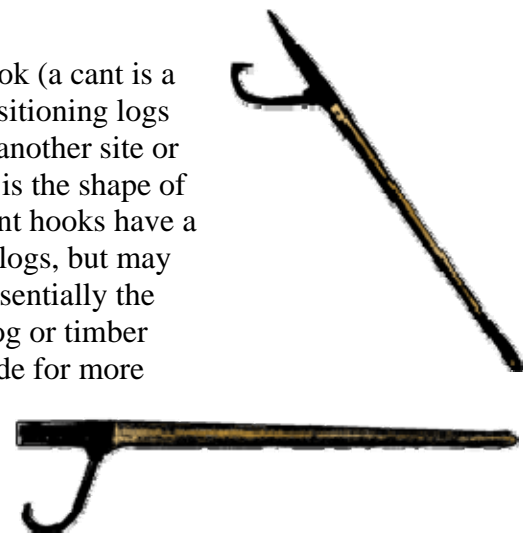 ok (a cant is a
sitioning logs
another site or
is the shape of
nt hooks have a
logs, but may
sentially the
og or timber
de for more